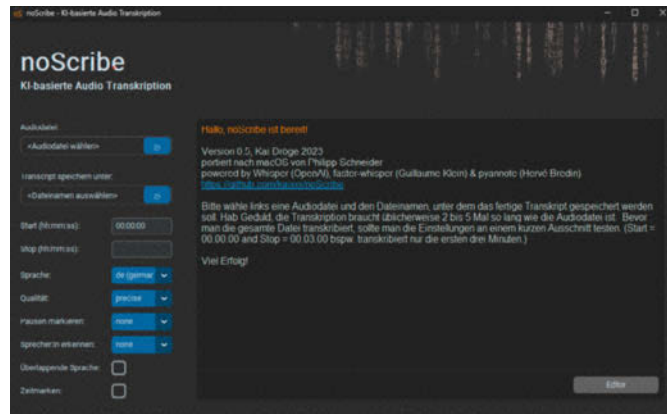 noScribe - KI-basierte Audio Transkription
noScribe
KI-basierte Audio Transkription
Audiodatei:
<Audiodatei wählen>
Transcript speichern unter:
<Dateinamen auswählen>
Start (hh:mm:ss):
00:00:00
Stop (hh:mm:ss):
Sprache:
de (german
Qualität:
precise
Pausen markieren:
none
Sprecher:in erkennen:
none
Überlappende Sprache:
Zeitmarken:
Hallo, noScribe ist bereit!
Version 0.5, Kai Dröge 2023
portiert nach macOS von Philipp Schneider
powered by Whisper (OpenAI), faster-whisper (Guillaume Klein) & pyannote (Hervé Bredin)
https://github.com/kaixxx/noScribe
Bitte wähle links eine Audiodatei und den Dateinamen, unter dem das fertige Transkript gespeichert werden
soll. Hab Geduld, die Transkription braucht üblicherweise 2 bis 5 Mal so lang wie die Audiodatei ist. Bevor
man die gesamte Datei transkribiert, sollte man die Einstellungen an einem kurzen Ausschnitt testen. (Start =
00:00:00 and Stop = 00:03:00 bspw. transkribiert nur die ersten drei Minuten.)
Viel Erfolg!
Editor